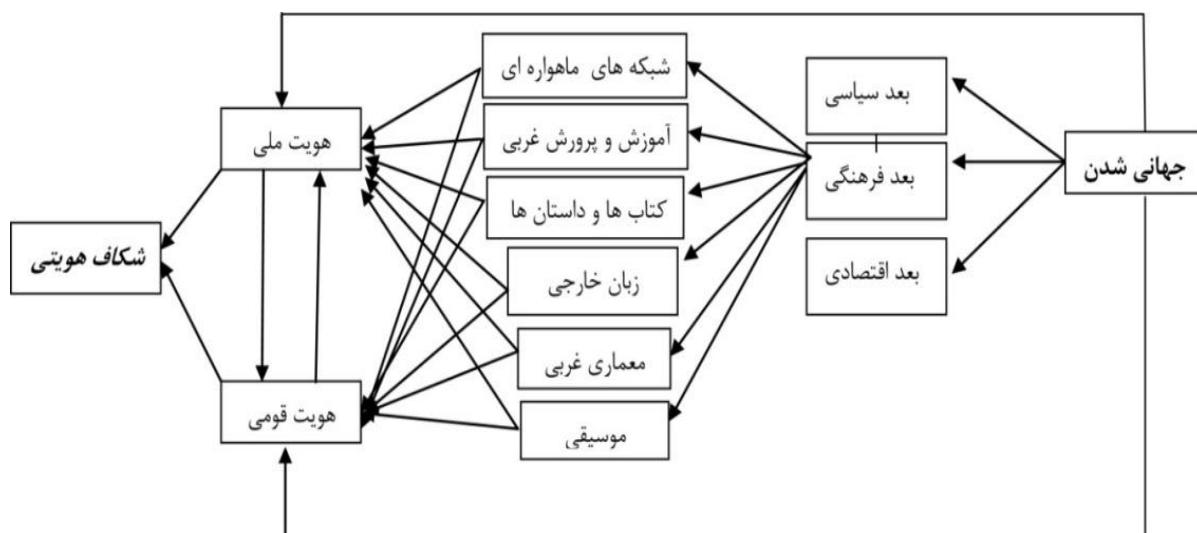 جهانی شدن
بعد سیاسی
بعد فرهنگی
بعد اقتصادی
شبکه های ماهواره ای
آموزش و پرورش غربی
کتاب ها و داستان ها
زبان خارجی
معماری غربی
موسیقی
هویت ملی
هویت قومی
شکاف هویتی